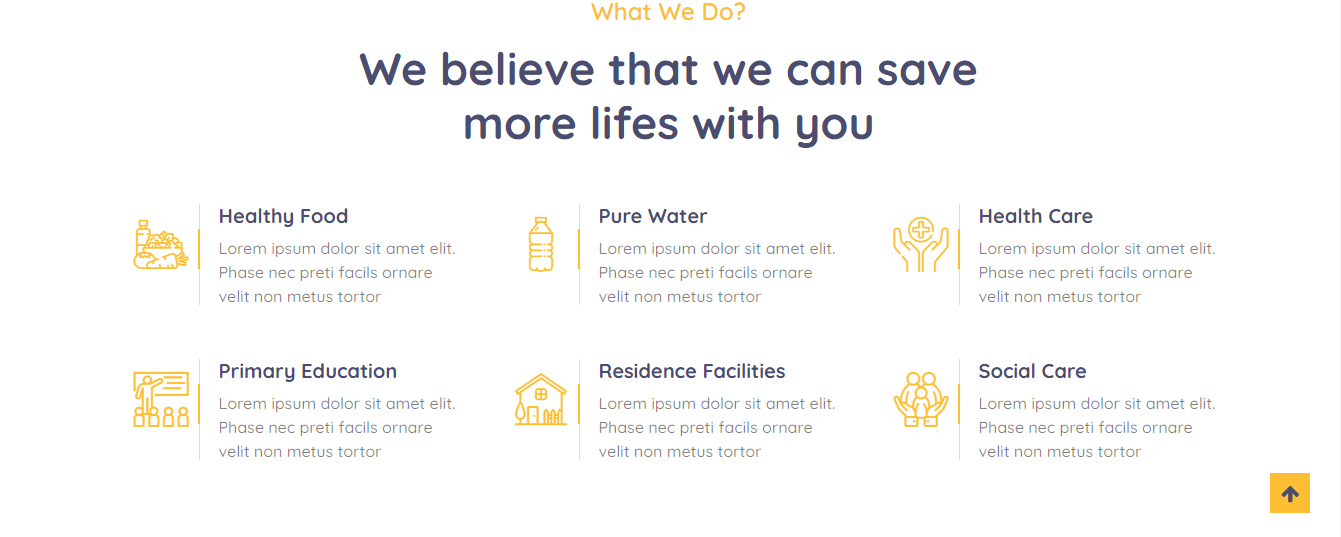 What We Do?
We believe that we can save
more lifes with you
Healthy Food
Lorem ipsum dolor sit amet elit.
Phase nec preti facils ornare
velit non metus tortor
Pure Water
Lorem ipsum dolor sit amet elit.
Phase nec preti facils ornare
velit non metus tortor
Health Care
Lorem ipsum dolor sit amet elit.
Phase nec preti facils ornare
velit non metus tortor
Primary Education
Lorem ipsum dolor sit amet elit.
Phase nec preti facils ornare
velit non metus tortor
Residence Facilities
Lorem ipsum dolor sit amet elit.
Phase nec preti facils ornare
velit non metus tortor
Social Care
Lorem ipsum dolor sit amet elit.
Phase nec preti facils ornare
velit non metus tortor